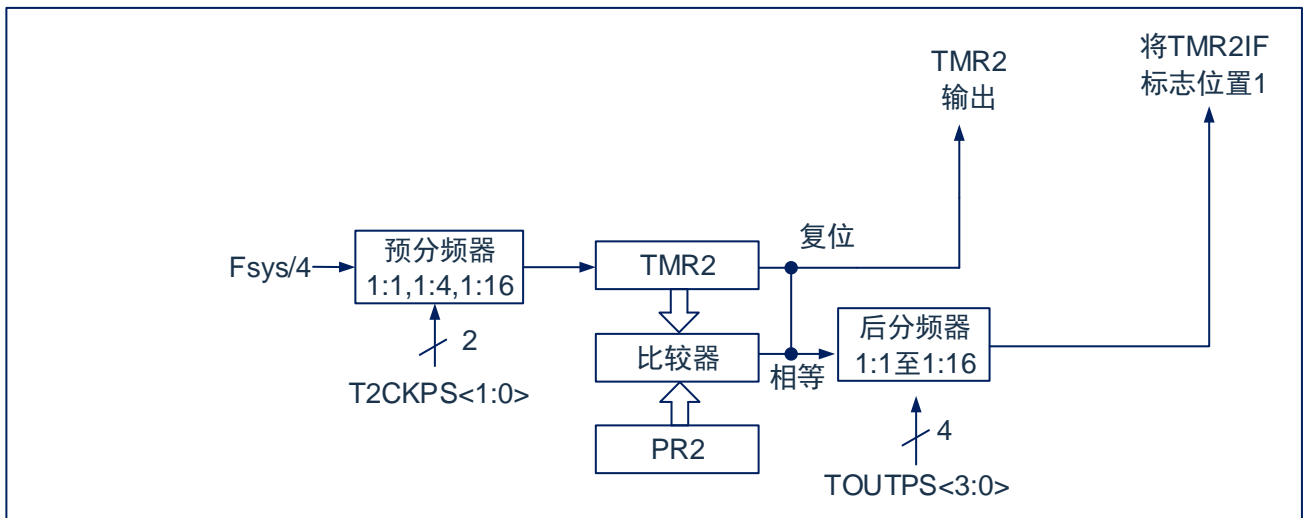 将TMR2IF
标志位置1
TMR2
输出
复位
预分频器
1:1,1:4,1:16
Fsys/4
TMR2
后分频器
1:1至1:16
比较器
相等
2
T2CKPS<1:0>
PR2
4
TOUTPS<3:0>